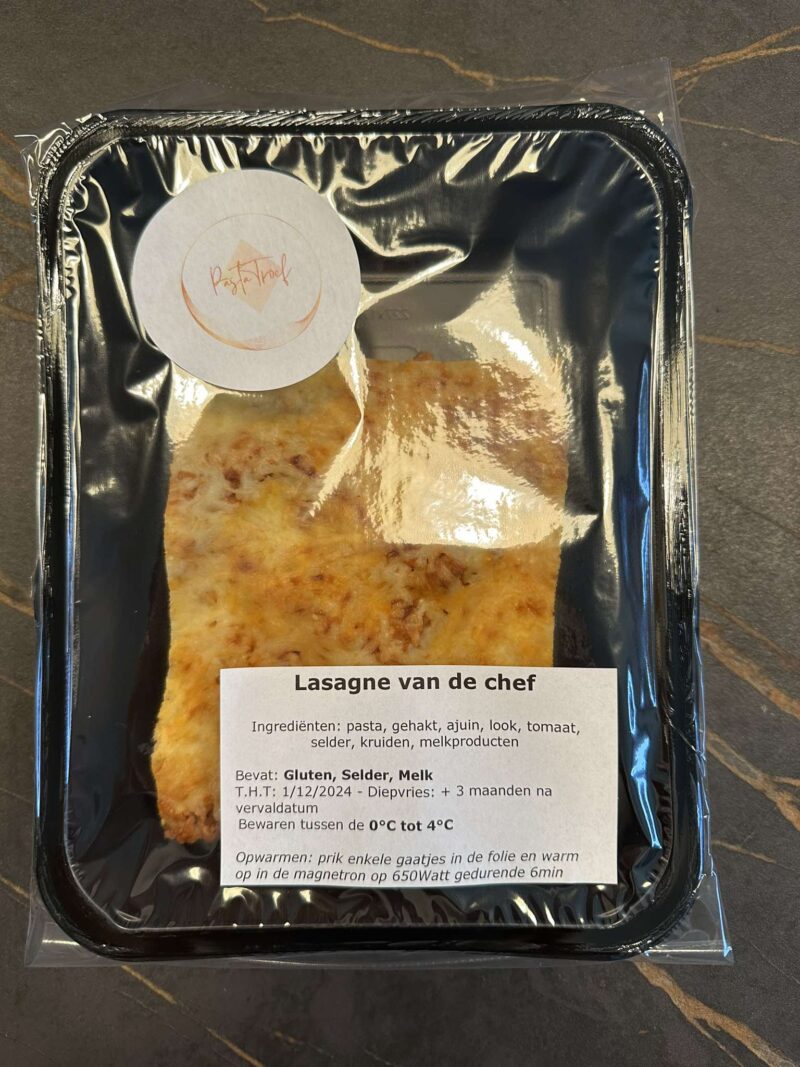 PastaTroef
Lasagne van de chef
Ingrediënten: pasta, gehakt, ajuin, look, tomaat,
selder, kruiden, melkproducten
Bevat: Gluten, Selder, Melk
T.H.T: 1/12/2024 - Diepvries: + 3 maanden na
vervaldatum
Bewaren tussen de 0°C tot 4°C
Opwarmen: prik enkele gaatjes in de folie en warm
op in de magnetron op 650Watt gedurende 6min